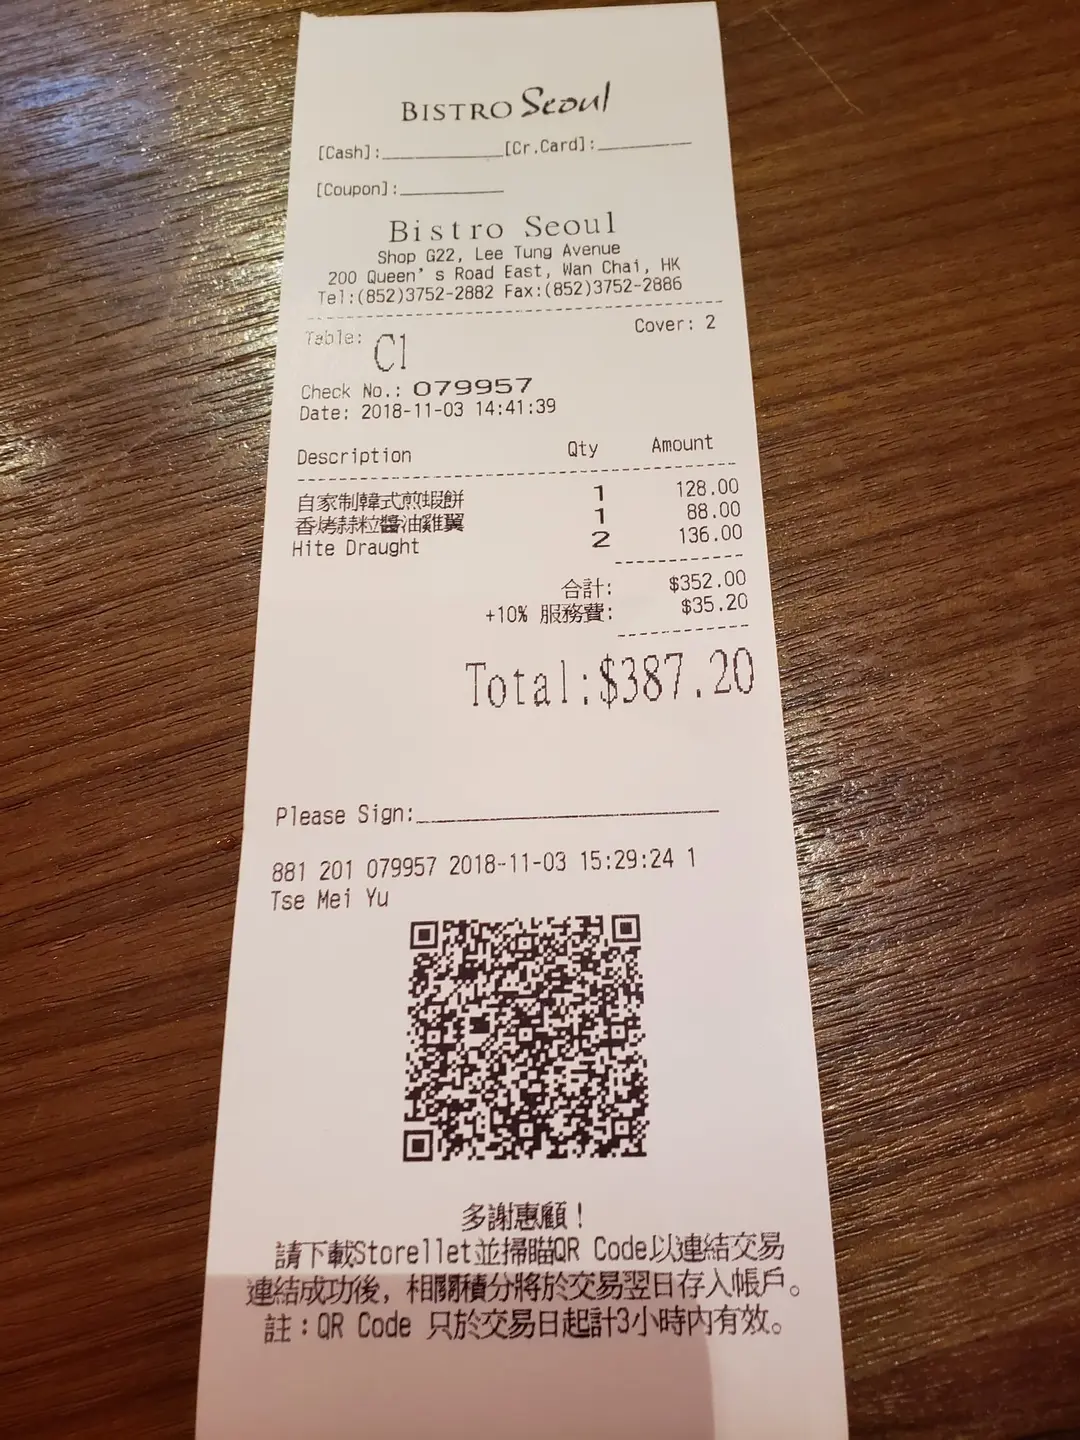 BISTRO Seoul
[Cash]:____________[Cr.Card]:__________
[Coupon]:___________
Bistro Seoul
Shop G22, Lee Tung Avenue
200 Queen's Road East, Wan Chai, HK
Tel:(852)3752-2882 Fax:(852)3752-2886
Table: C1 Cover: 2
Check No.: 079957
Date: 2018-11-03 14:41:39
Description Qty Amount
自家制韓式煎蝦餅 1 128.00
香烤蒜粒醬油雞翼 1 88.00
Hite Draught 2 136.00
合計: $352.00
+10% 服務費: $35.20
Total:$387.20
Please Sign:__________________________
881 201 079957 2018-11-03 15:29:24 1
Tse Mei Yu
多謝惠顧！
請下載Storellet並掃瞄QR Code以連結交易
連結成功後，相關積分將於交易翌日存入帳戶。
註：QR Code 只於交易日起計3小時內有效。